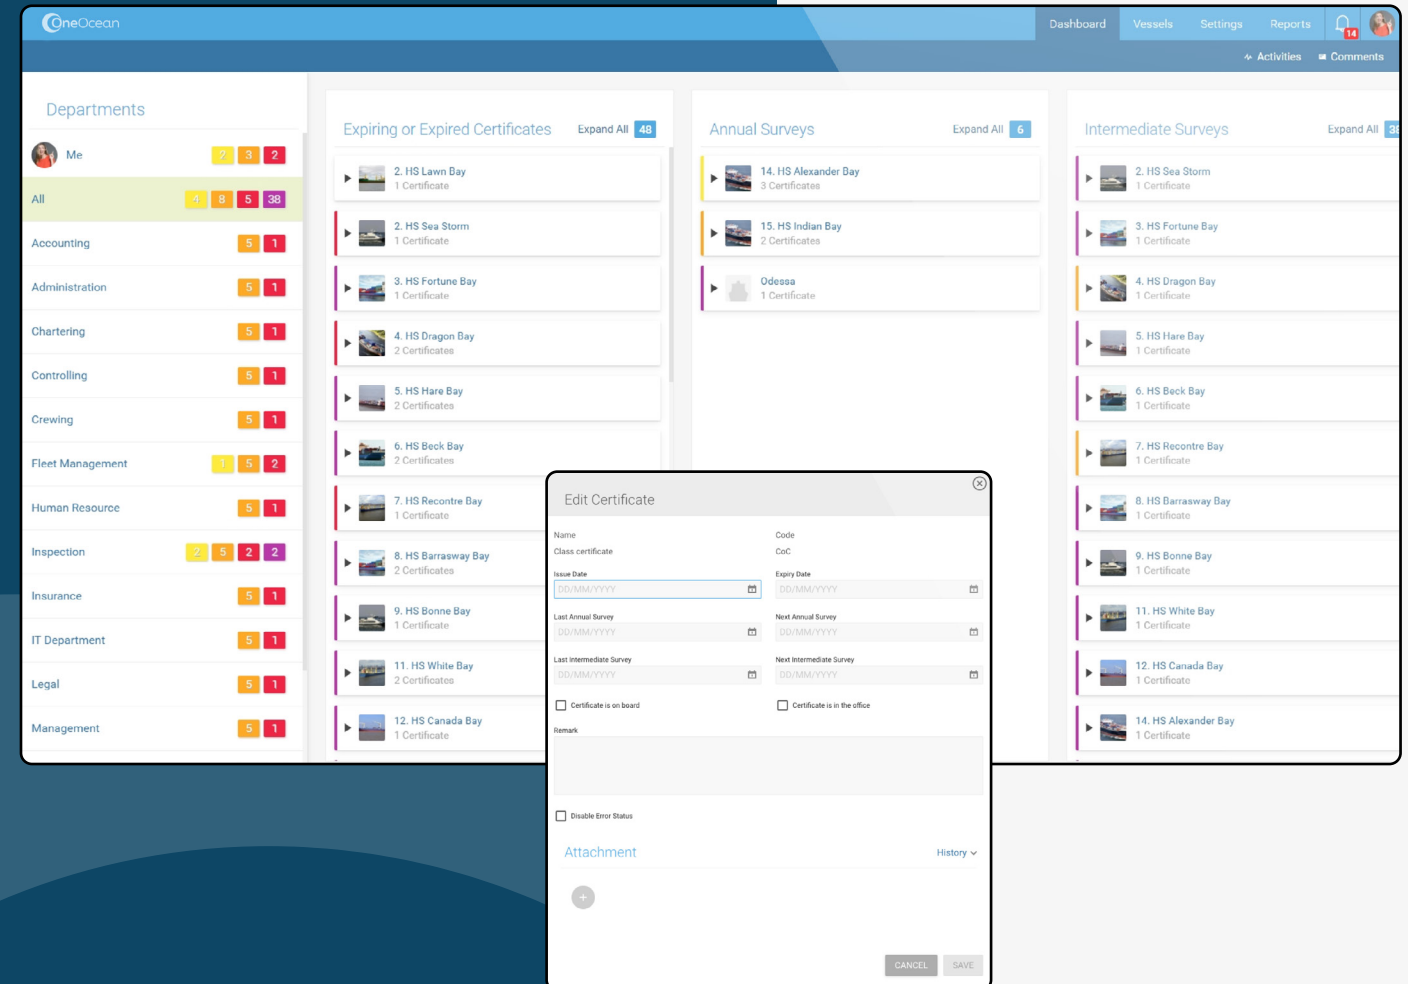 OneOcean
Dashboard Vessels Settings Reports 14
Activities Comments
Departments
Me 2 3 2
All 4 8 5 38
Accounting 5 1
Administration 5 1
Chartering 5 1
Controlling 5 1
Crewing 5 1
Fleet Management 1 5 2
Human Resource 5 1
Inspection 2 5 2 2
Insurance 5 1
IT Department 5 1
Legal 5 1
Management 5 1
Expiring or Expired Certificates Expand All 48
2. HS Lawn Bay
1 Certificate
2. HS Sea Storm
1 Certificate
3. HS Fortune Bay
1 Certificate
4. HS Dragon Bay
2 Certificates
5. HS Hare Bay
2 Certificates
6. HS Beck Bay
2 Certificates
7. HS Recontre Bay
1 Certificate
8. HS Barrasway Bay
2 Certificates
9. HS Bonne Bay
1 Certificate
11. HS White Bay
2 Certificates
12. HS Canada Bay
1 Certificate
Annual Surveys Expand All 6
14. HS Alexander Bay
3 Certificates
15. HS Indian Bay
2 Certificates
Odessa
1 Certificate
Intermediate Surveys Expand All 38
2. HS Sea Storm
1 Certificate
3. HS Fortune Bay
1 Certificate
4. HS Dragon Bay
1 Certificate
5. HS Hare Bay
1 Certificate
6. HS Beck Bay
1 Certificate
7. HS Recontre Bay
1 Certificate
8. HS Barrasway Bay
1 Certificate
9. HS Bonne Bay
1 Certificate
11. HS White Bay
1 Certificate
12. HS Canada Bay
1 Certificate
14. HS Alexander Bay
1 Certificate
Edit Certificate
Name Code
Class certificate CoC
Issue Date Expiry Date
DD/MM/YYYY DD/MM/YYYY
Last Annual Survey Next Annual Survey
DD/MM/YYYY DD/MM/YYYY
Last Intermediate Survey Next Intermediate Survey
DD/MM/YYYY DD/MM/YYYY
Certificate is on board Certificate is in the office
Remark
Disable Error Status
Attachment History
CANCEL SAVE